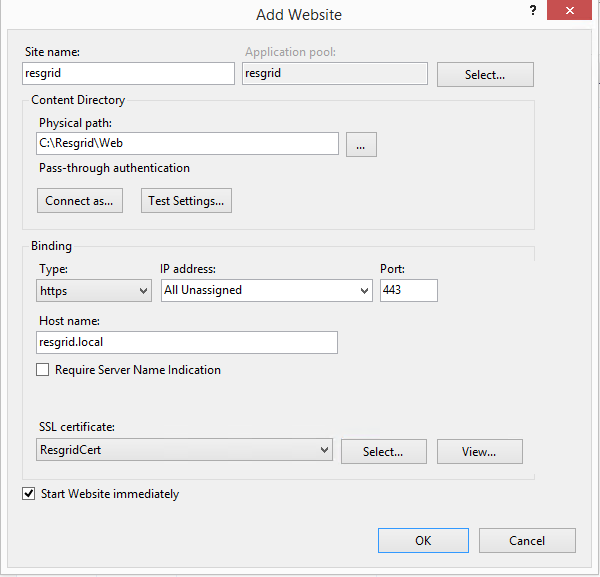 Add Website
?
Site name:
Application pool:
resgrid
resgrid
Select...
Content Directory
Physical path:
C:\Resgrid\Web
...
Pass-through authentication
Connect as...
Test Settings...
Binding
Type:
IP address:
Port:
https
All Unassigned
443
Host name:
resgrid.local
Require Server Name Indication
SSL certificate:
ResgridCert
Select...
View...
Start Website immediately
OK
Cancel